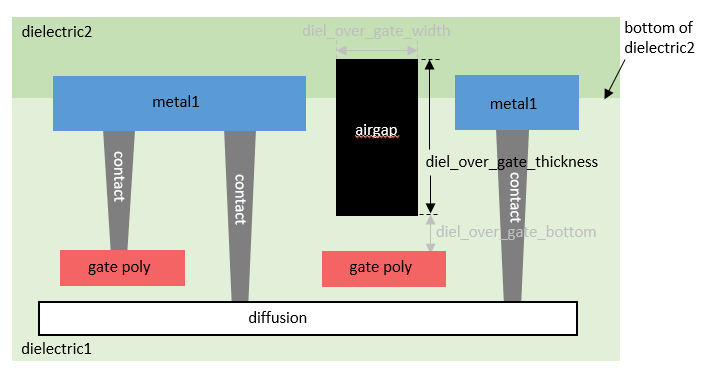 dielectric2
diel_over_gate_width
bottom of
dielectric2
metal1
metal1
airgap
contact
contact
contact
diel_over_gate_thickness
diel_over_gate_bottom
gate poly
gate poly
diffusion
dielectric1